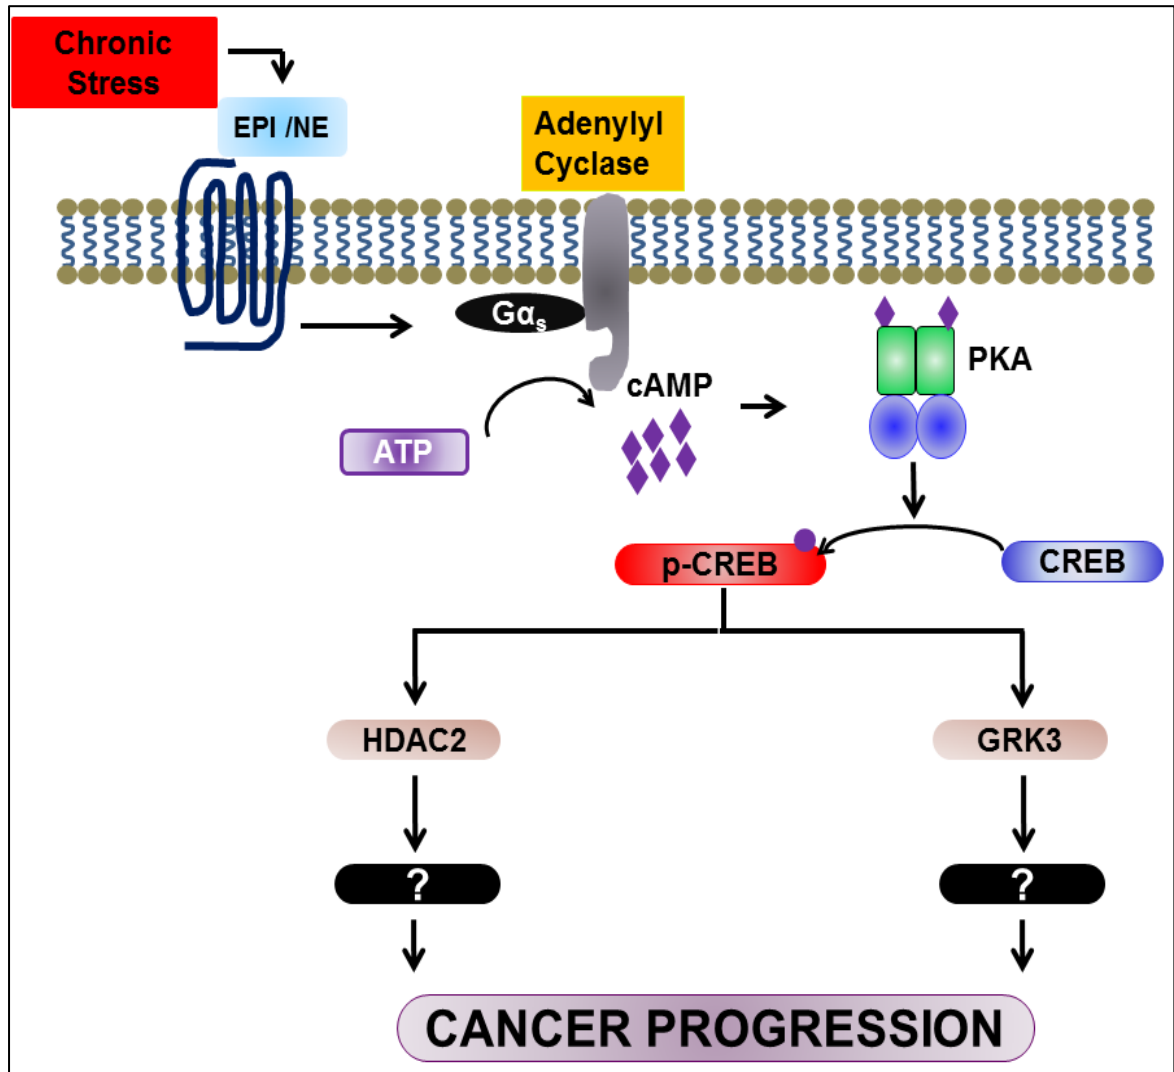 Chronic
Stress
EPI /NE
Adenylyl
Cyclase
Gαs
cAMP
PKA
ATP
p-CREB
CREB
HDAC2
GRK3
?
?
CANCER PROGRESSION